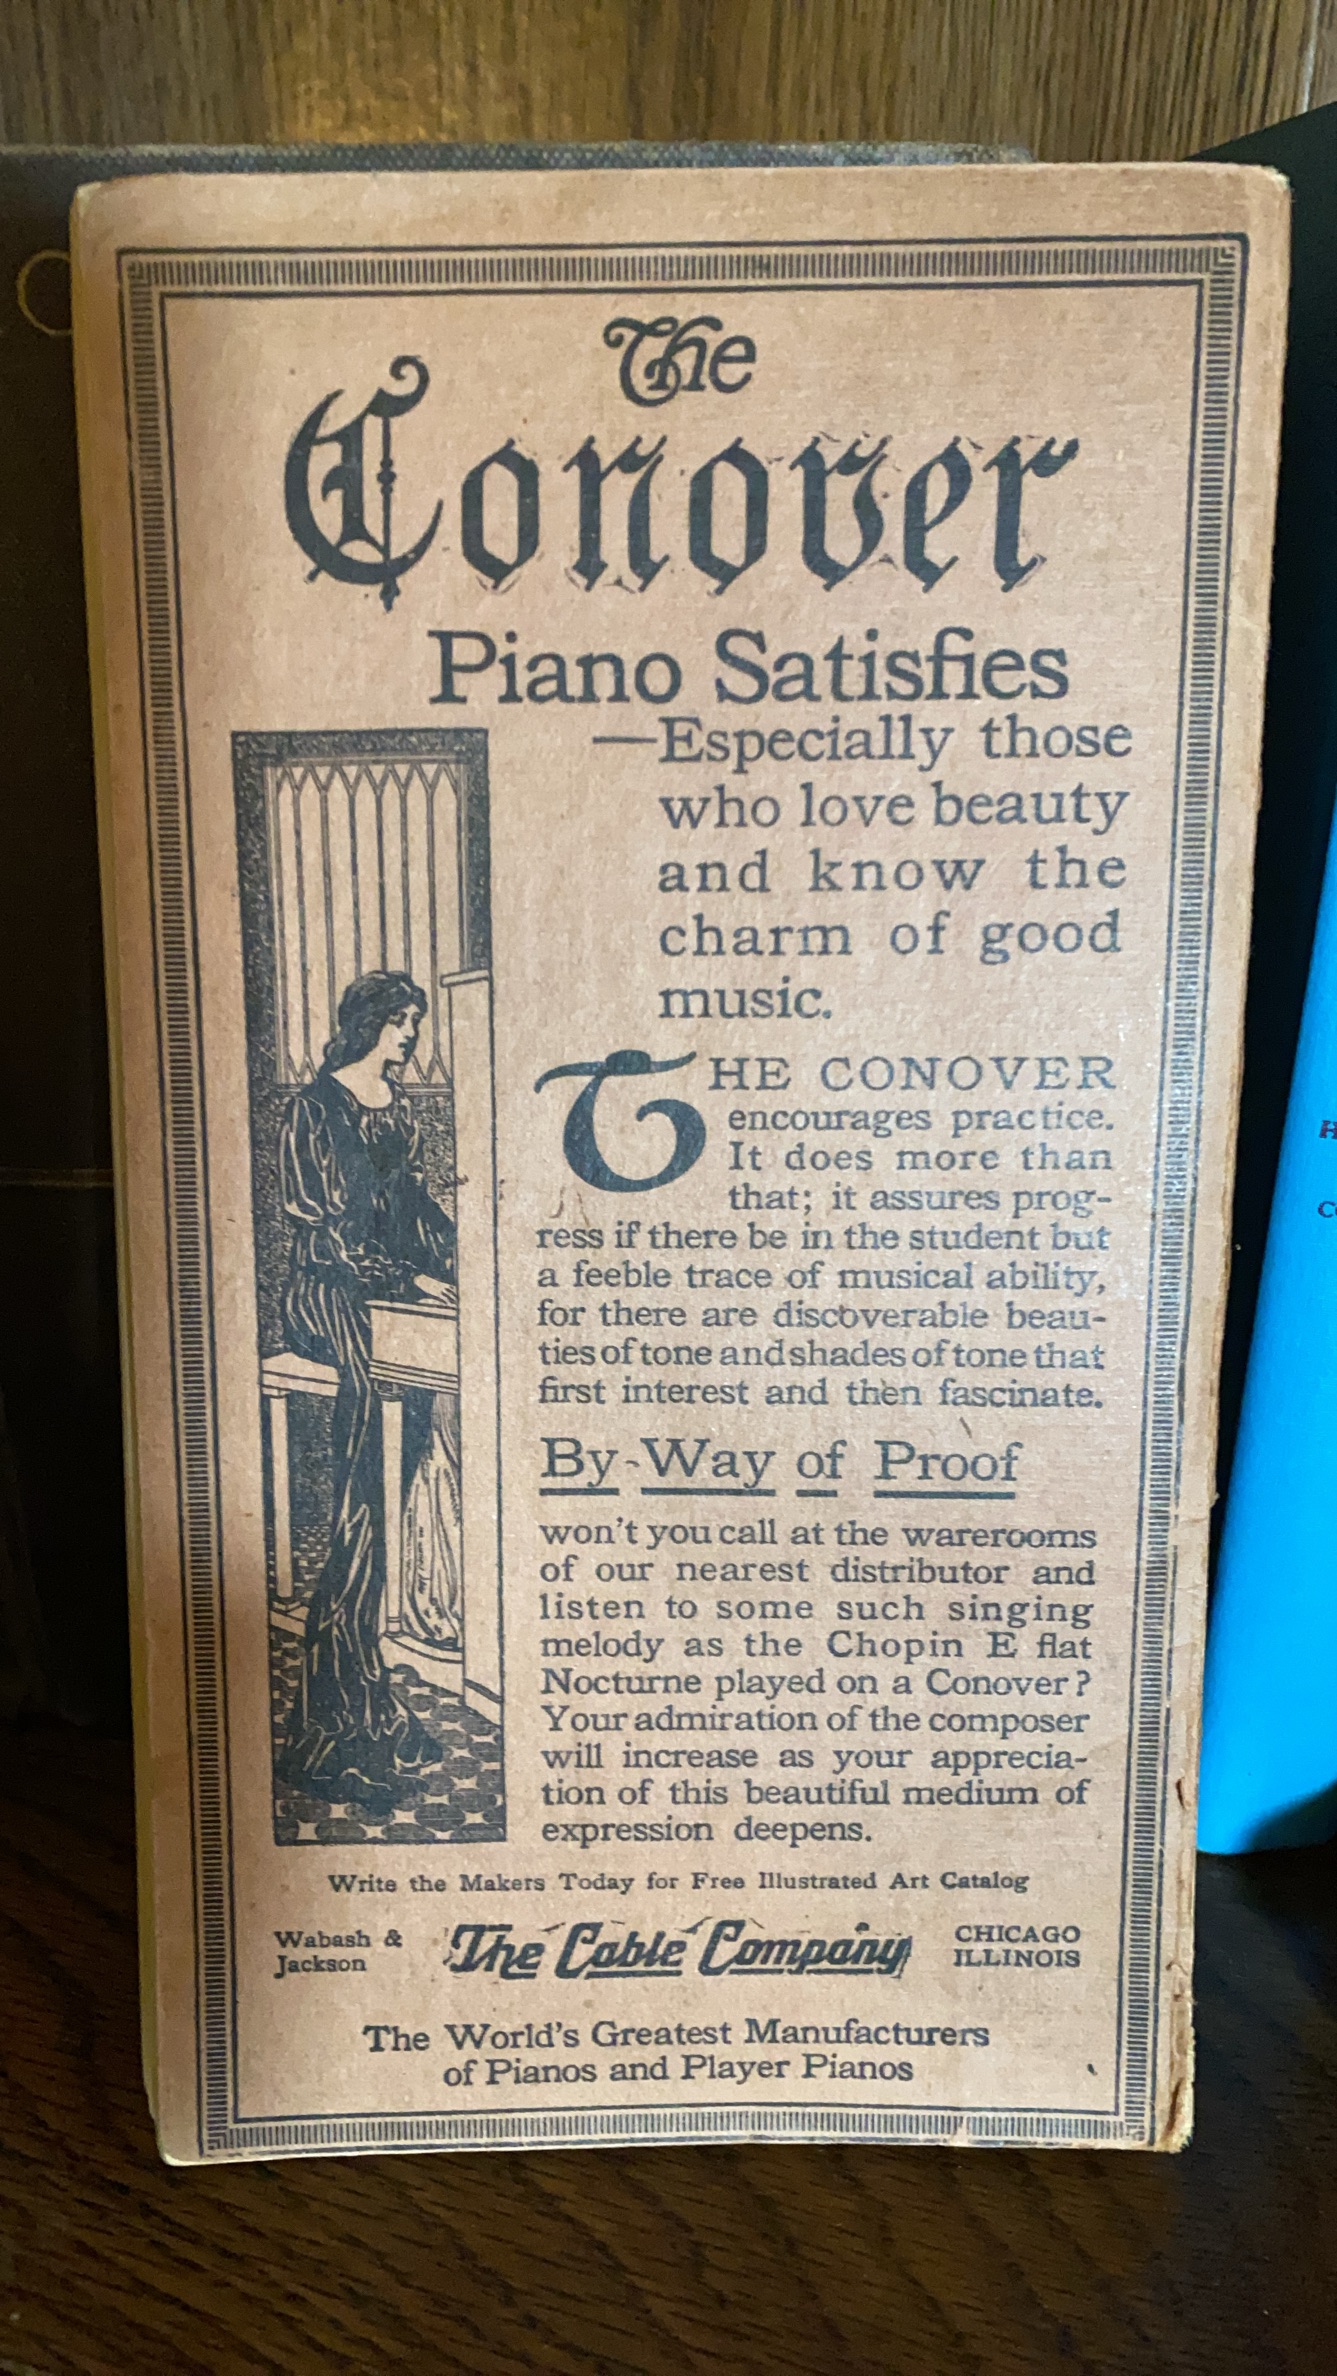 The
Conover
Piano Satisfies
—Especially those
who love beauty
and know the
charm of good
music.
THE CONOVER
encourages practice.
It does more than
that; it assures prog-
ress if there be in the student but
a feeble trace of musical ability,
for there are discoverable beau-
ties of tone and shades of tone that
first interest and then fascinate.
By-Way of Proof
won't you call at the warerooms
of our nearest distributor and
listen to some such singing
melody as the Chopin E flat
Nocturne played on a Conover?
Your admiration of the composer
will increase as your apprecia-
tion of this beautiful medium of
expression deepens.
Write the Makers Today for Free Illustrated Art Catalog
Wabash &
Jackson
The Cable Company
CHICAGO
ILLINOIS
The World's Greatest Manufacturers
of Pianos and Player Pianos